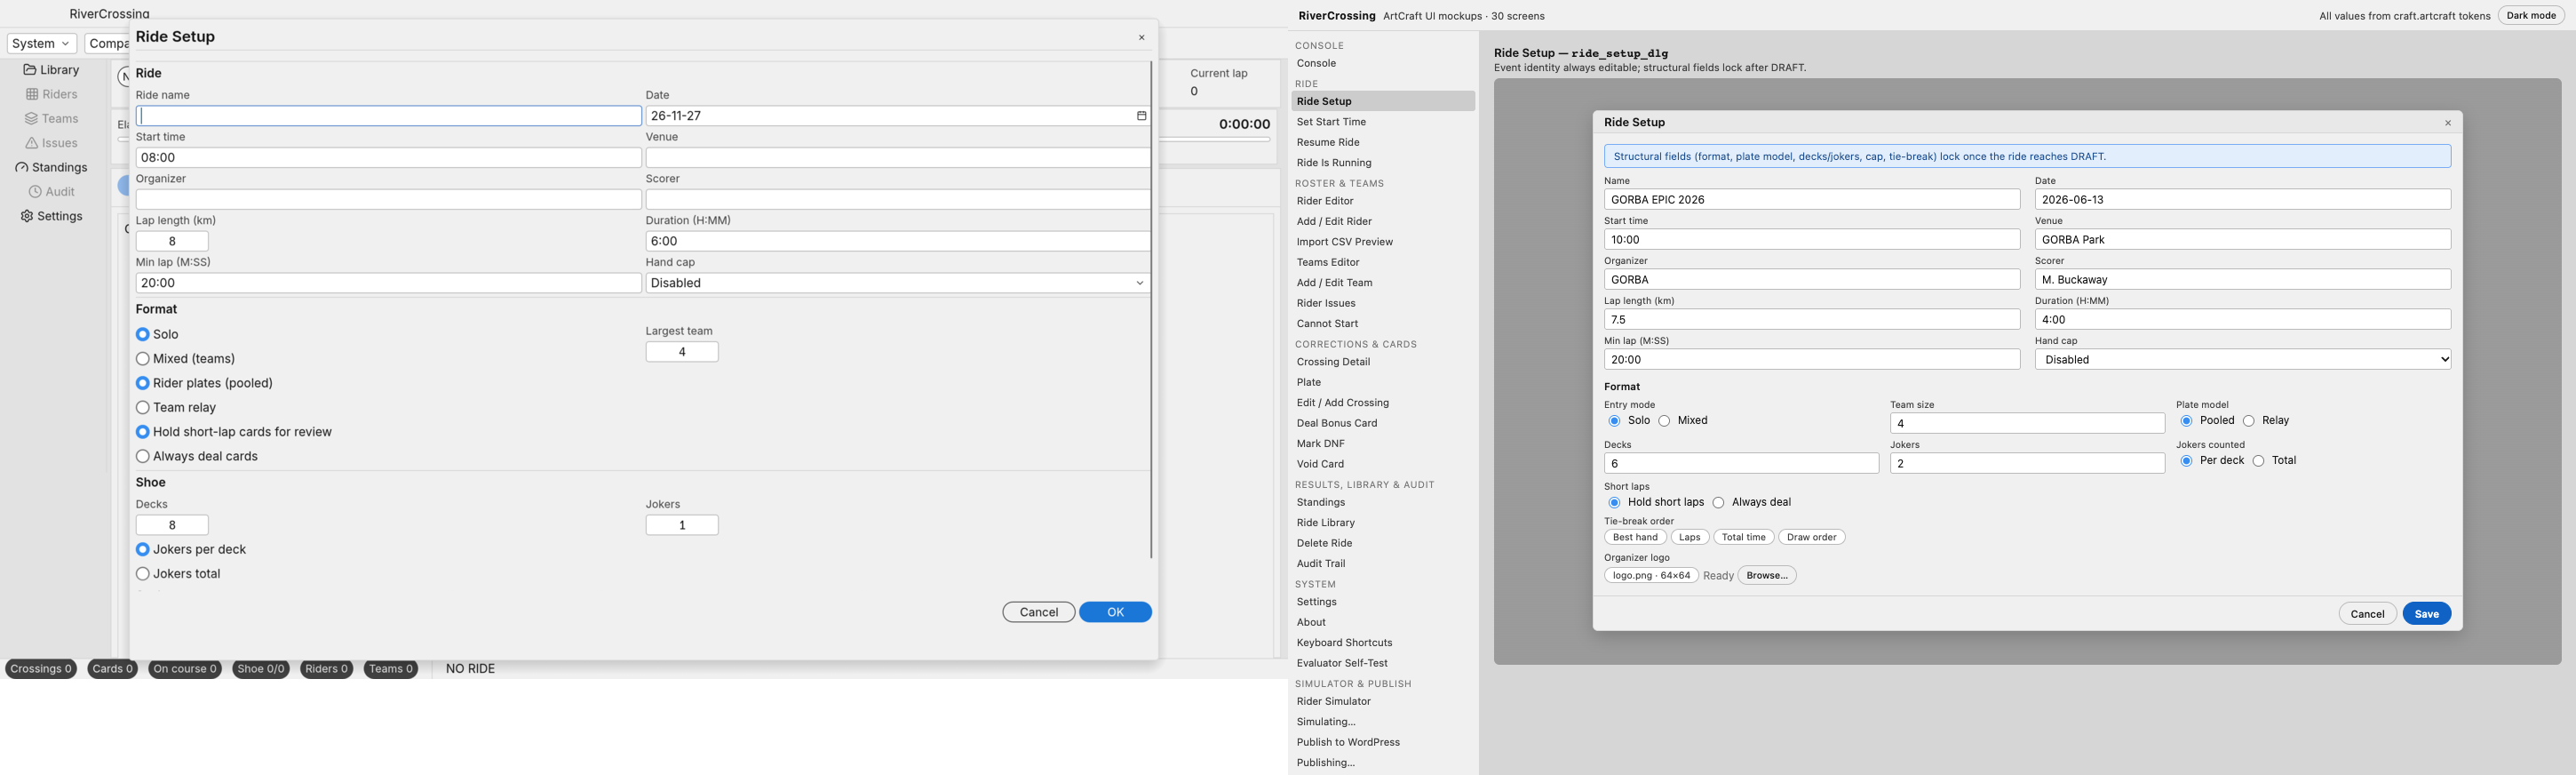 RiverCrossing
System
Compa
Library
Riders
Teams
Issues
Standings
Audit
Settings
N
Ela
Ride Setup
×
Ride
Ride name
Date
26-11-27
Start time
Venue
08:00
Organizer
Scorer
Lap length (km)
Duration (H:MM)
8
6:00
Min lap (M:SS)
Hand cap
20:00
Disabled
Format
Solo
Largest team
4
Mixed (teams)
Rider plates (pooled)
Team relay
Hold short-lap cards for review
Always deal cards
Shoe
Decks
Jokers
8
1
Jokers per deck
Jokers total
Cancel
OK
Current lap
0
0:00:00
Crossings 0
Cards 0
On course 0
Shoe 0/0
Riders 0
Teams 0
NO RIDE
RiverCrossing ArtCraft UI mockups · 30 screens
All values from craft.artcraft tokens
Dark mode
CONSOLE
Console
RIDE
Ride Setup
Set Start Time
Resume Ride
Ride Is Running
ROSTER & TEAMS
Rider Editor
Add / Edit Rider
Import CSV Preview
Teams Editor
Add / Edit Team
Rider Issues
Cannot Start
CORRECTIONS & CARDS
Crossing Detail
Plate
Edit / Add Crossing
Deal Bonus Card
Mark DNF
Void Card
RESULTS, LIBRARY & AUDIT
Standings
Ride Library
Delete Ride
Audit Trail
SYSTEM
Settings
About
Keyboard Shortcuts
Evaluator Self-Test
SIMULATOR & PUBLISH
Rider Simulator
Simulating...
Publish to WordPress
Publishing...
Ride Setup — ride_setup_dlg
Event identity always editable; structural fields lock after DRAFT.
Ride Setup
×
Structural fields (format, plate model, decks/jokers, cap, tie-break) lock once the ride reaches DRAFT.
Name
Date
GORBA EPIC 2026
2026-06-13
Start time
Venue
10:00
GORBA Park
Organizer
Scorer
GORBA
M. Buckaway
Lap length (km)
Duration (H:MM)
7.5
4:00
Min lap (M:SS)
Hand cap
20:00
Disabled
Format
Entry mode
Team size
Plate model
Solo
Mixed
4
Pooled
Relay
Decks
Jokers
Jokers counted
6
2
Per deck
Total
Short laps
Hold short laps
Always deal
Tie-break order
Best hand
Laps
Total time
Draw order
Organizer logo
logo.png · 64×64
Ready
Browse...
Cancel
Save